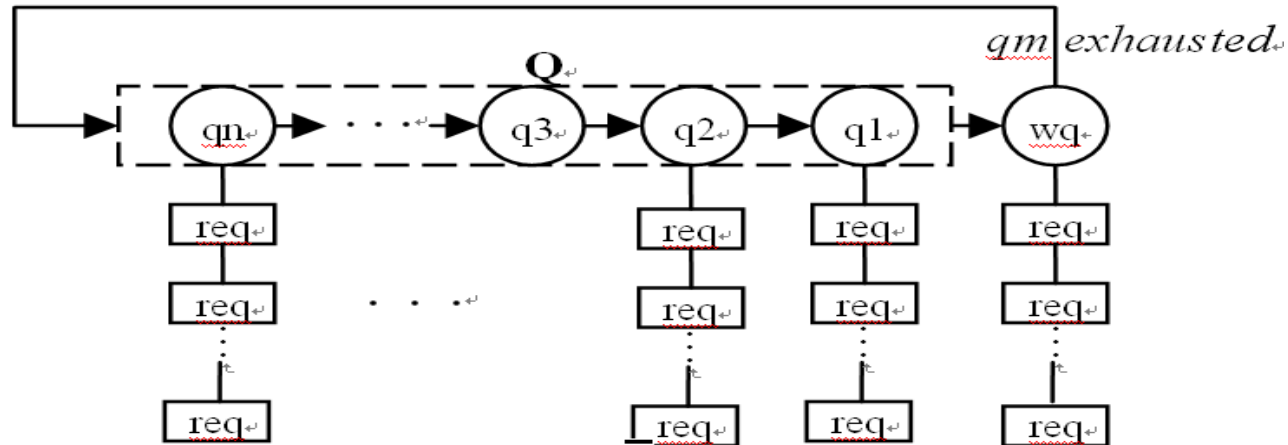 qm exhausted
Q
qn . . . q3 q2 q1 wq
req req req req
req . . . req req req
req req req req